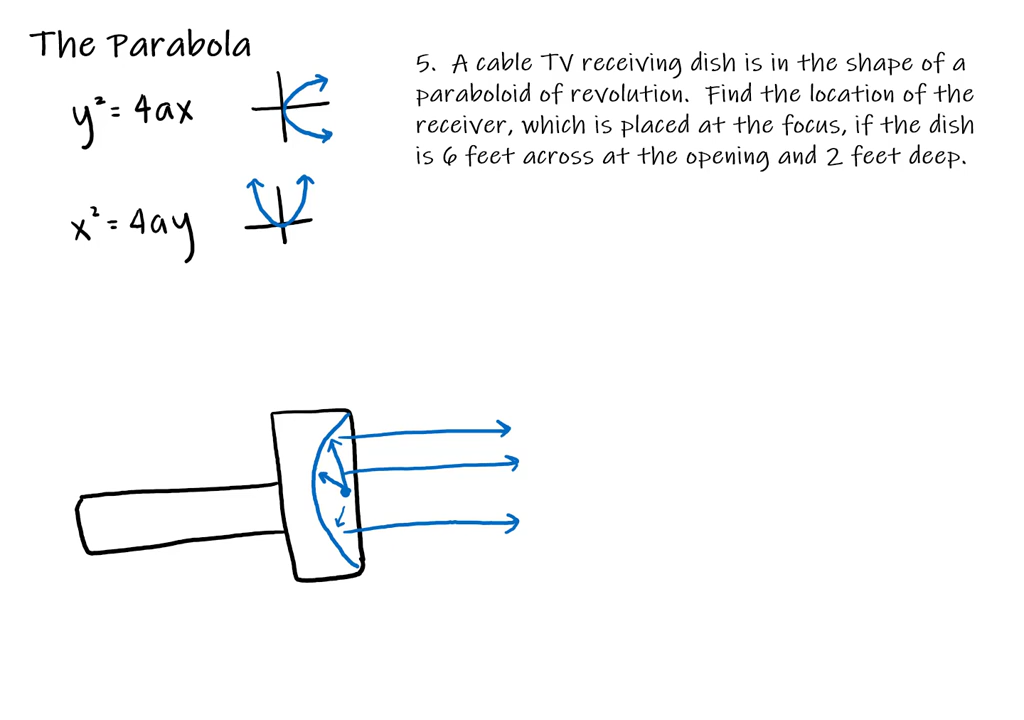 The Parabola
y² = 4ax
x² = 4ay
5. A cable TV receiving dish is in the shape of a
paraboloid of revolution. Find the location of the
receiver, which is placed at the focus, if the dish
is 6 feet across at the opening and 2 feet deep.